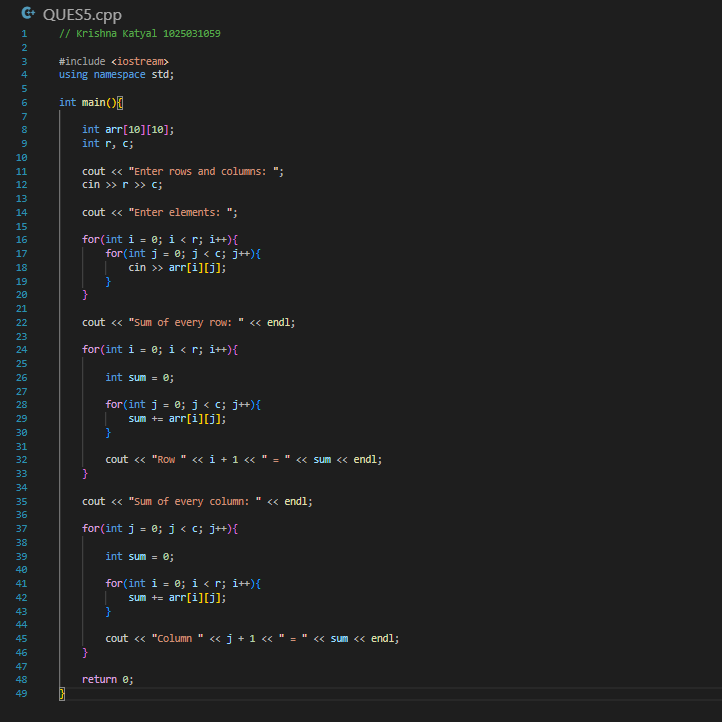 QUES5.cpp
1 // Krishna Katyal 1025031059
2
3 #include <iostream>
4 using namespace std;
5
6 int main(){
7
8     int arr[10][10];
9     int r, c;
10
11     cout << "Enter rows and columns: ";
12     cin >> r >> c;
13
14     cout << "Enter elements: ";
15
16     for(int i = 0; i < r; i++){
17         for(int j = 0; j < c; j++){
18             cin >> arr[i][j];
19         }
20     }
21
22     cout << "Sum of every row: " << endl;
23
24     for(int i = 0; i < r; i++){
25
26         int sum = 0;
27
28         for(int j = 0; j < c; j++){
29             sum += arr[i][j];
30         }
31
32         cout << "Row " << i + 1 << " = " << sum << endl;
33     }
34
35     cout << "Sum of every column: " << endl;
36
37     for(int j = 0; j < c; j++){
38
39         int sum = 0;
40
41         for(int i = 0; i < r; i++){
42             sum += arr[i][j];
43         }
44
45         cout << "Column " << j + 1 << " = " << sum << endl;
46     }
47
48     return 0;
49 }